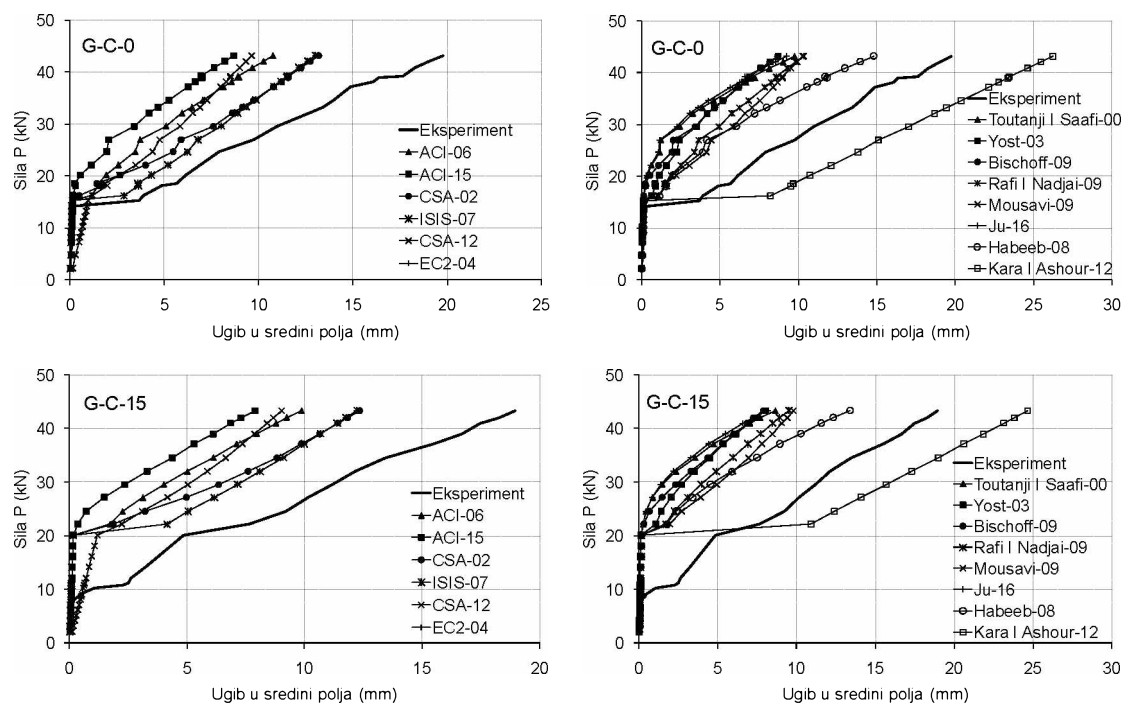 G-C-0
Sila P (kN)
50
40
30
20
10
0
0 5 10 15 20 25
Ugib u sredini polja (mm)
Eksperiment
ACI-06
ACI-15
CSA-02
ISIS-07
CSA-12
EC2-04
G-C-0
Sila P (kN)
50
40
30
20
10
0
0 5 10 15 20 25 30
Ugib u sredini polja (mm)
Eksperiment
Toutanji I Saafi-00
Yost-03
Bischoff-09
Rafi I Nadjai-09
Mousavi-09
Ju-16
Habeeb-08
Kara I Ashour-12
G-C-15
Sila P (kN)
50
40
30
20
10
0
0 5 10 15 20
Ugib u sredini polja (mm)
Eksperiment
ACI-06
ACI-15
CSA-02
ISIS-07
CSA-12
EC2-04
G-C-15
Sila P (kN)
50
40
30
20
10
0
0 5 10 15 20 25 30
Ugib u sredini polja (mm)
Eksperiment
Toutanji I Saafi-00
Yost-03
Bischoff-09
Rafi I Nadjai-09
Mousavi-09
Ju-16
Habeeb-08
Kara I Ashour-12